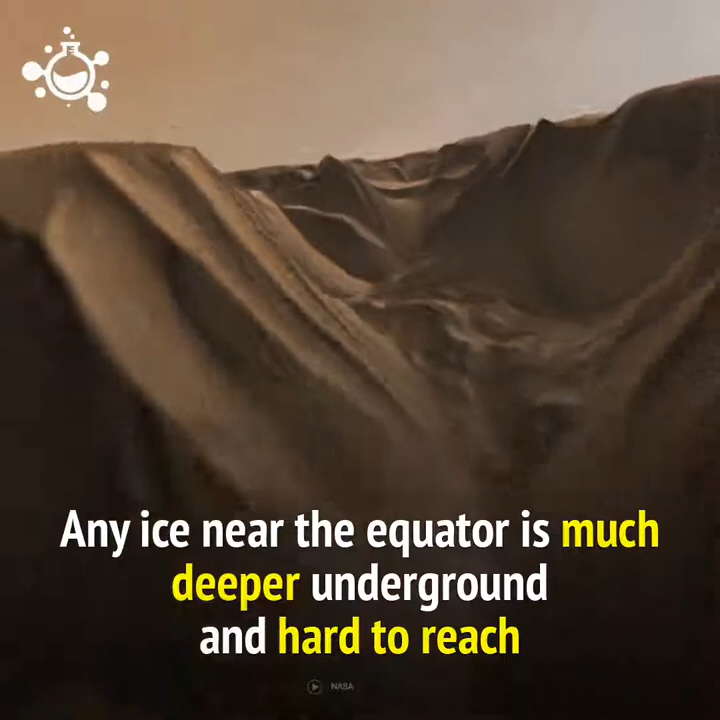 Any ice near the equator is much
deeper underground
and hard to reach
NASA